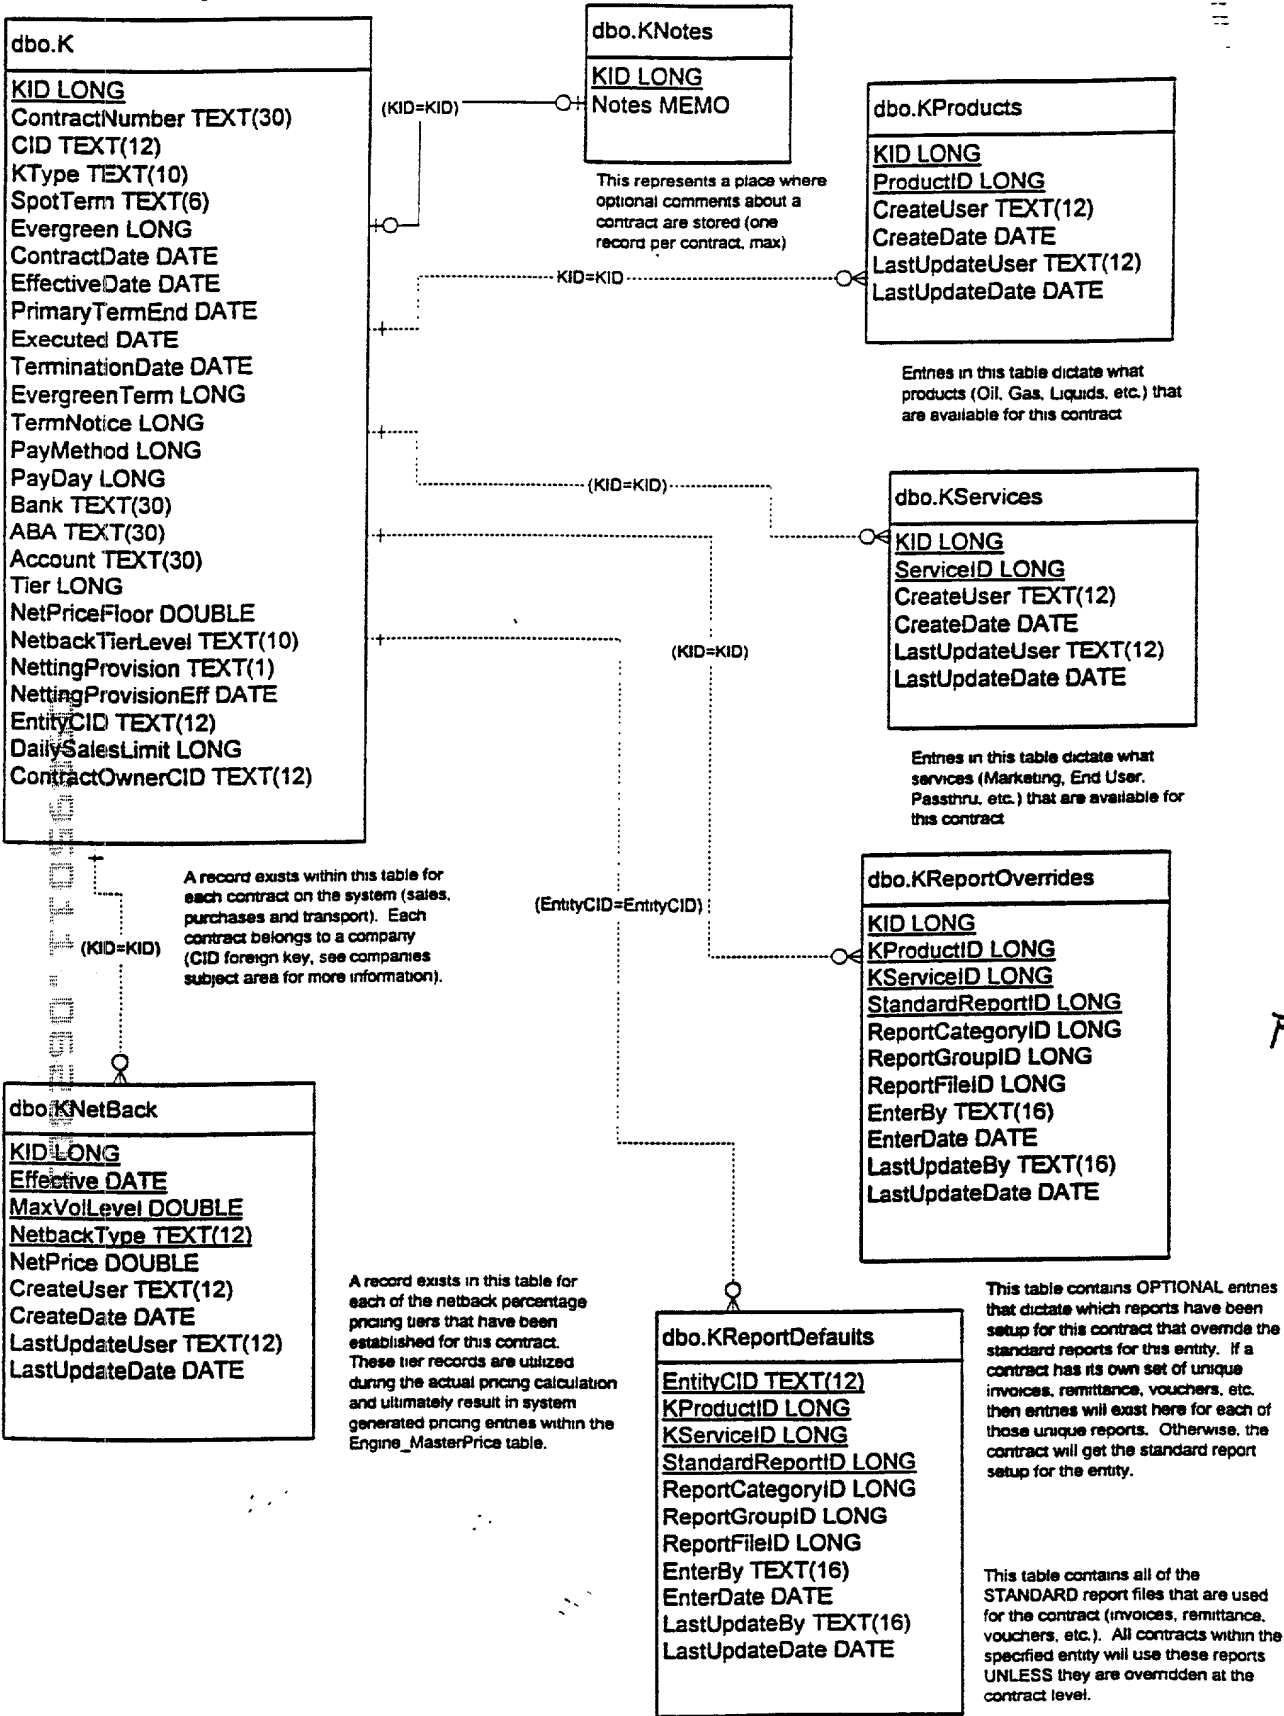 dbo.K
KID LONG
ContractNumber TEXT(30)
CID TEXT(12)
KType TEXT(10)
SpotTerm TEXT(6)
Evergreen LONG
ContractDate DATE
EffectiveDate DATE
PrimaryTermEnd DATE
Executed DATE
TerminationDate DATE
EvergreenTerm LONG
TermNotice LONG
PayMethod LONG
PayDay LONG
Bank TEXT(30)
ABA TEXT(30)
Account TEXT(30)
Tier LONG
NetPriceFloor DOUBLE
NetbackTierLevel TEXT(10)
NettingProvision TEXT(1)
NettingProvisionEff DATE
EntityCID TEXT(12)
DailySalesLimit LONG
ContractOwnerCID TEXT(12)
A record exists within this table for
each contract on the system (sales,
purchases and transport). Each
contract belongs to a company
(CID foreign key, see companies
subject area for more information).
(KID=KID)
dbo.KNotes
KID LONG
Notes MEMO
This represents a place where
optional comments about a
contract are stored (one
record per contract, max)
KID=KID
dbo.KProducts
KID LONG
ProductID LONG
CreateUser TEXT(12)
CreateDate DATE
LastUpdateUser TEXT(12)
LastUpdateDate DATE
Entries in this table dictate what
products (Oil, Gas, Liquids, etc.) that
are available for this contract
(KID=KID)
dbo.KServices
KID LONG
ServiceID LONG
CreateUser TEXT(12)
CreateDate DATE
LastUpdateUser TEXT(12)
LastUpdateDate DATE
Entries in this table dictate what
services (Marketing, End User,
Passthru, etc.) that are available for
this contract
(KID=KID)
dbo.KReportOverrides
KID LONG
KProductID LONG
KServiceID LONG
StandardReportID LONG
ReportCategoryID LONG
ReportGroupID LONG
ReportFileID LONG
EnterBy TEXT(16)
EnterDate DATE
LastUpdateBy TEXT(16)
LastUpdateDate DATE
This table contains OPTIONAL entries
that dictate which reports have been
setup for this contract that override the
standard reports for this entity. If a
contract has its own set of unique
invoices, remittance, vouchers, etc.
then entries will exist here for each of
those unique reports. Otherwise, the
contract will get the standard report
setup for the entity.
(EntityCID=EntityCID)
dbo.KReportDefaults
EntityCID TEXT(12)
KProductID LONG
KServiceID LONG
StandardReportID LONG
ReportCategoryID LONG
ReportGroupID LONG
ReportFileID LONG
EnterBy TEXT(16)
EnterDate DATE
LastUpdateBy TEXT(16)
LastUpdateDate DATE
This table contains all of the
STANDARD report files that are used
for the contract (invoices, remittance,
vouchers, etc.). All contracts within the
specified entity will use these reports
UNLESS they are overridden at the
contract level.
(KID=KID)
dbo.KNetBack
KID LONG
Effective DATE
MaxVolLevel DOUBLE
NetbackType TEXT(12)
NetPrice DOUBLE
CreateUser TEXT(12)
CreateDate DATE
LastUpdateUser TEXT(12)
LastUpdateDate DATE
A record exists in this table for
each of the netback percentage
pricing tiers that have been
established for this contract.
These tier records are utilized
during the actual pricing calculation
and ultimately result in system
generated pricing entries within the
Engine_MasterPrice table.